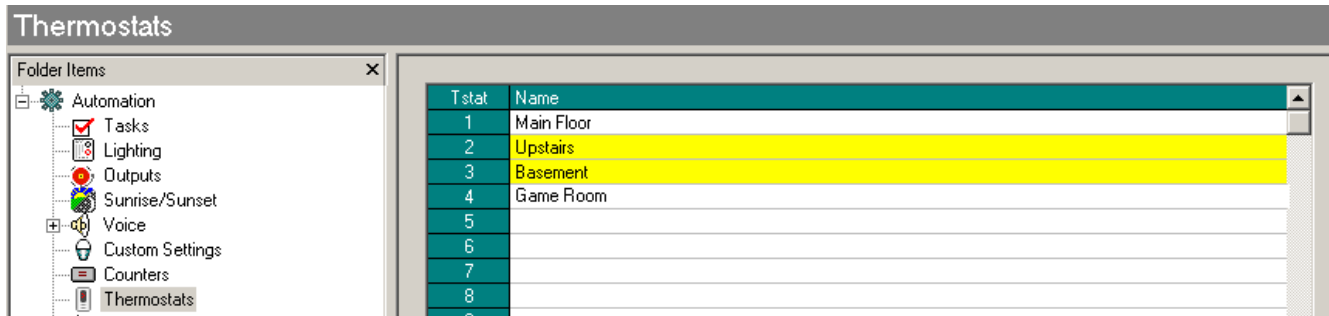 Thermostats
Folder Items
Automation
Tasks
Lighting
Outputs
Sunrise/Sunset
Voice
Custom Settings
Counters
Thermostats
Tstat Name
1 Main Floor
2 Upstairs
3 Basement
4 Game Room
5
6
7
8